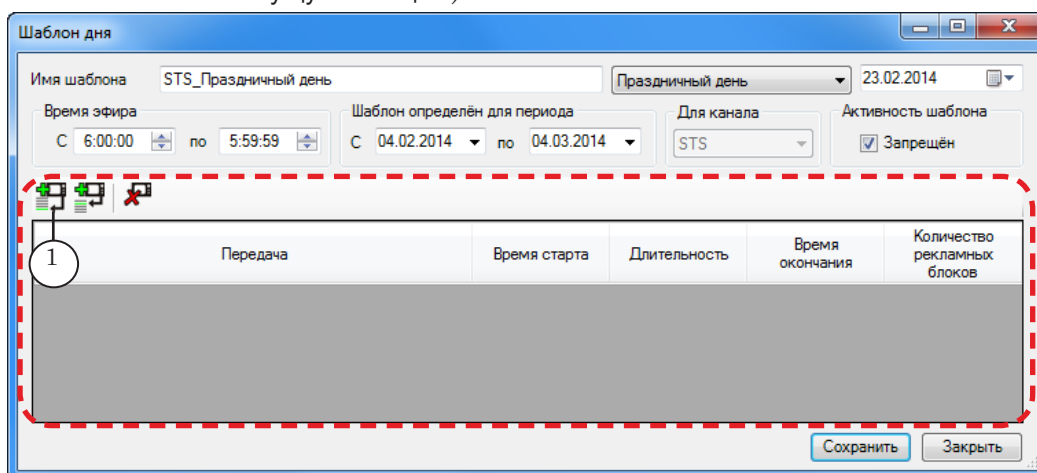 Шаблон дня
Имя шаблона STS_Праздничный день Праздничный день 23.02.2014
Время эфира Шаблон определён для периода Для канала Активность шаблона
С 6:00:00 по 5:59:59 С 04.02.2014 по 04.03.2014 STS Запрещён
1
Передача Время старта Длительность Время окончания Количество рекламных блоков
Сохранить Закрыть